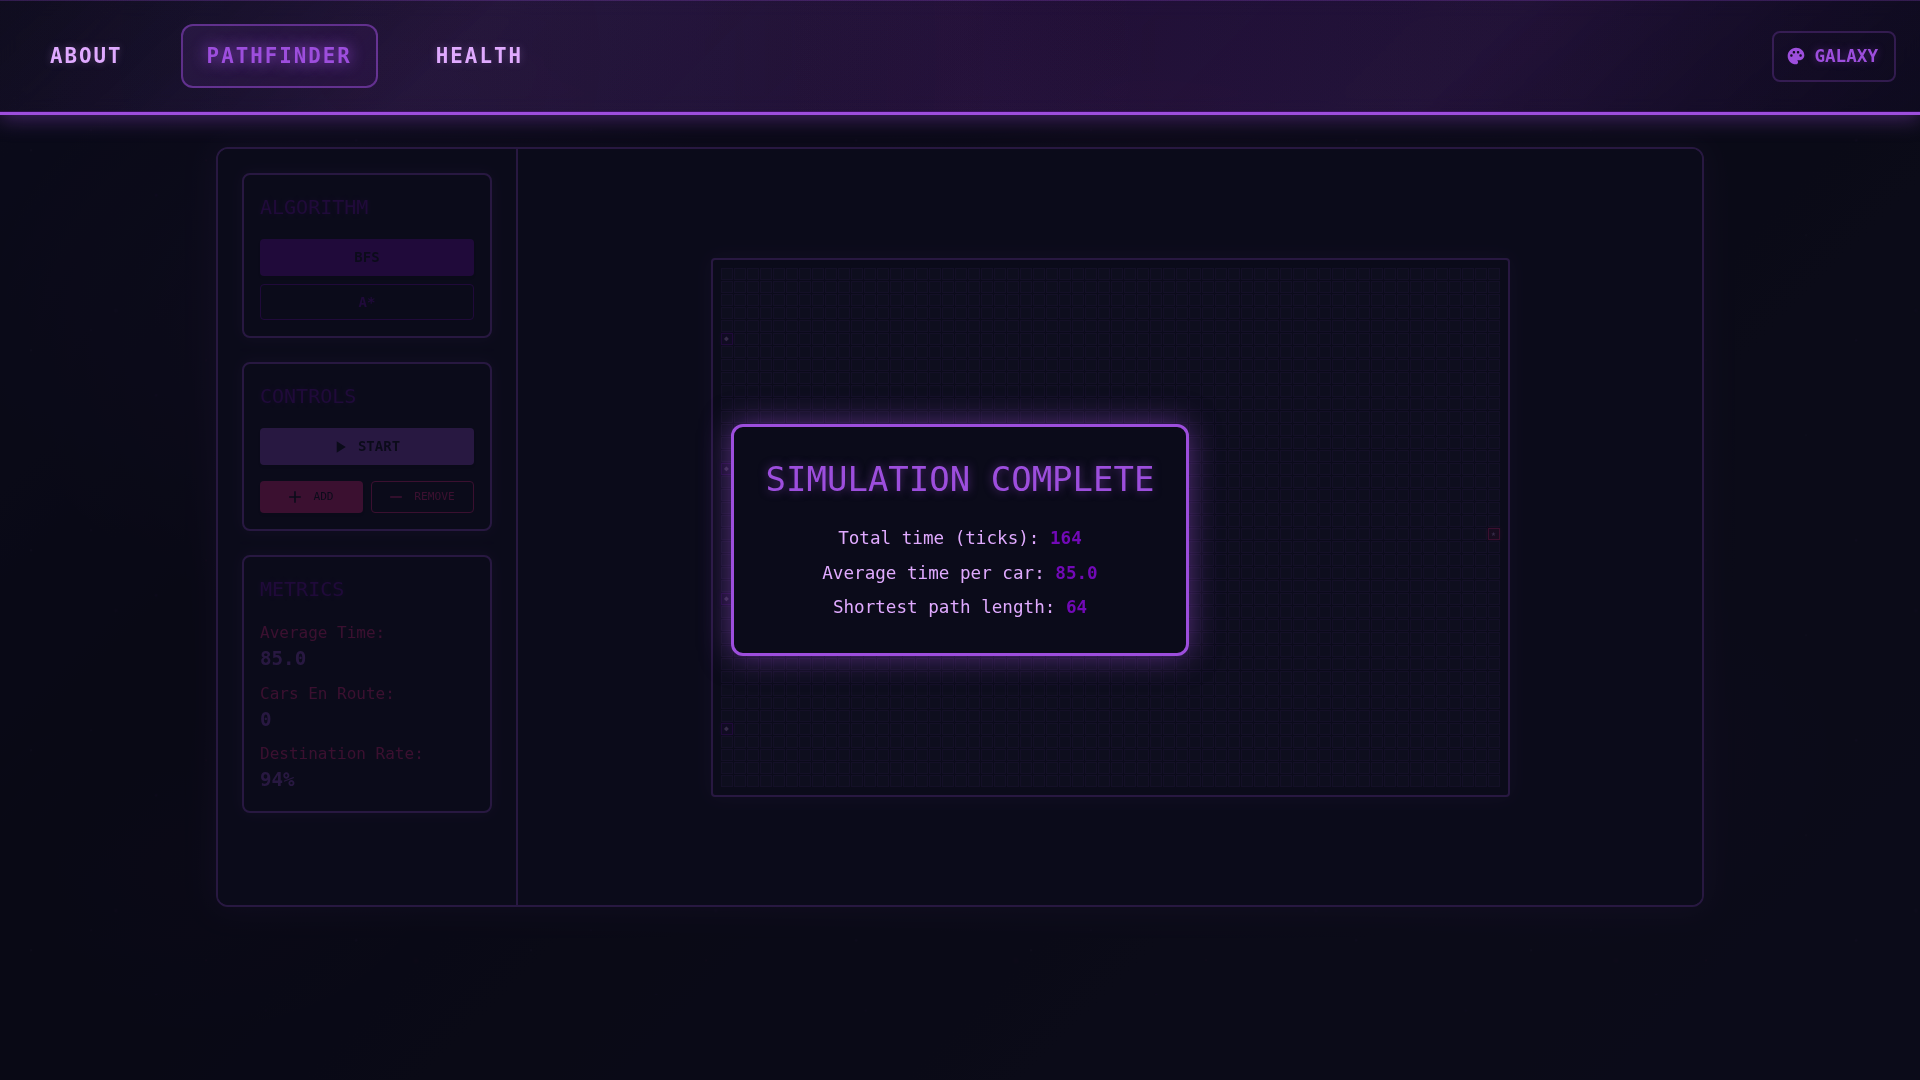 ABOUT
PATHFINDER
HEALTH
GALAXY
ALGORITHM
BFS
A*
CONTROLS
START
ADD
REMOVE
METRICS
Average Time:
85.0
Cars En Route:
0
Destination Rate:
94%
SIMULATION COMPLETE
Total time (ticks): 164
Average time per car: 85.0
Shortest path length: 64